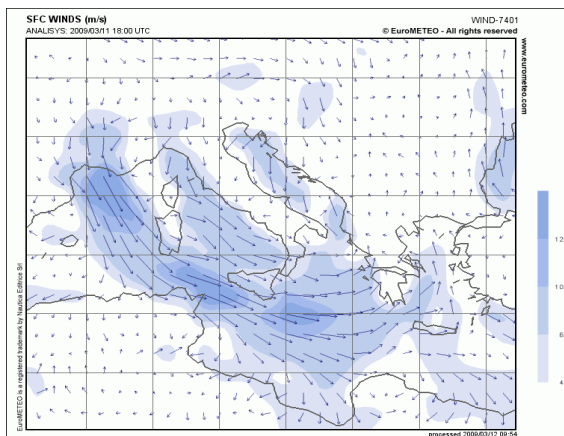 SFC WINDS (m/s)
WIND-7401
ANALISYS: 2009/03/11 18:00 UTC
© EuroMETEO - All rights reserved
www.eurometeo.com
EuroMETEO is a registered trademark by Nautica Editrice Srl
12
10
6
4
processed 2009/03/12 09:54